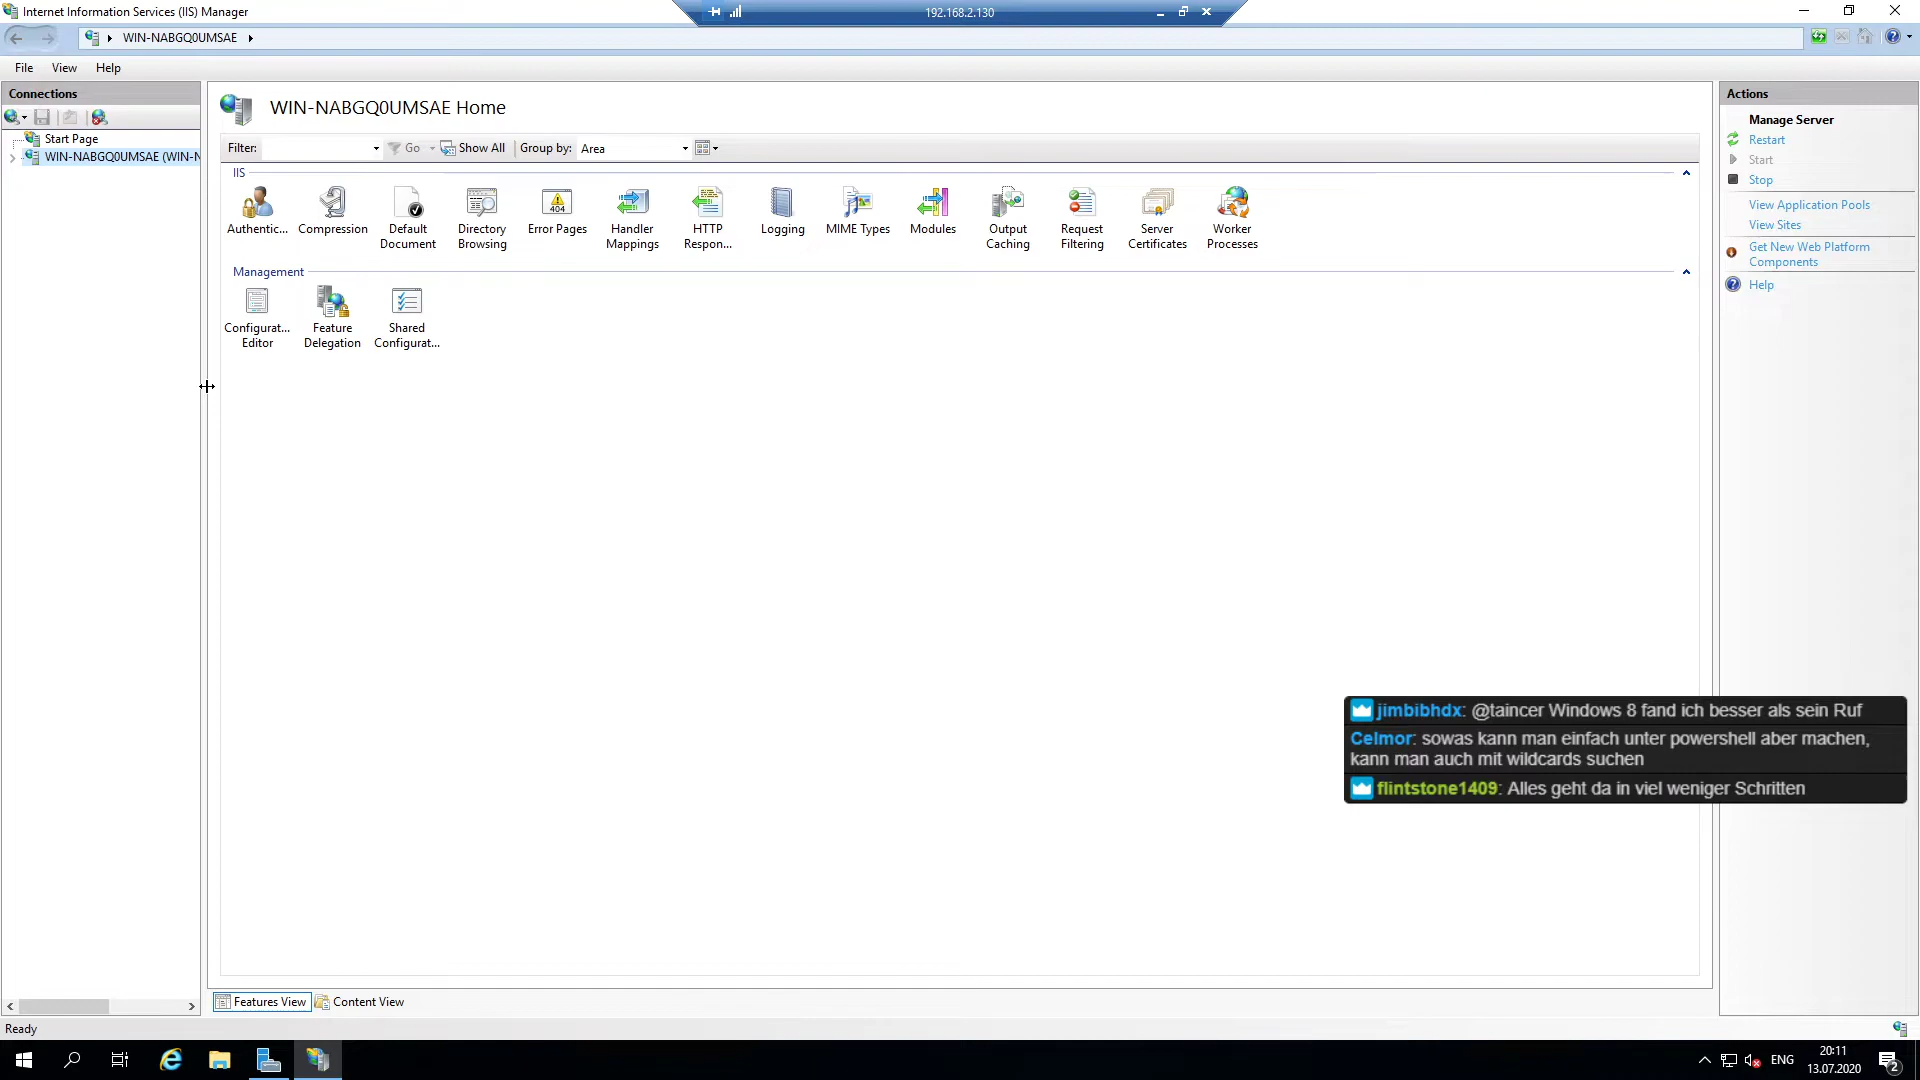 Internet Information Services (IIS) Manager
192.168.2.130
WIN-NABGQ0UMSAE
File View Help
Connections
Start Page
WIN-NABGQ0UMSAE (WIN-N
WIN-NABGQ0UMSAE Home
Filter: Go Show All Group by: Area
IIS
Authentic...
Compression
Default
Document
Directory
Browsing
Error Pages
Handler
Mappings
HTTP
Respon...
Logging
MIME Types
Modules
Output
Caching
Request
Filtering
Server
Certificates
Worker
Processes
Management
Configurat...
Editor
Feature
Delegation
Shared
Configurat...
Actions
Manage Server
Restart
Start
Stop
View Application Pools
View Sites
Get New Web Platform
Components
Help
jimbibhdx: @taincer Windows 8 fand ich besser als sein Ruf
Celmor: sowas kann man einfach unter powershell aber machen,
kann man auch mit wildcards suchen
flintstone1409: Alles geht da in viel weniger Schritten
Features View Content View
Ready
ENG
20:11
13.07.2020
2
404